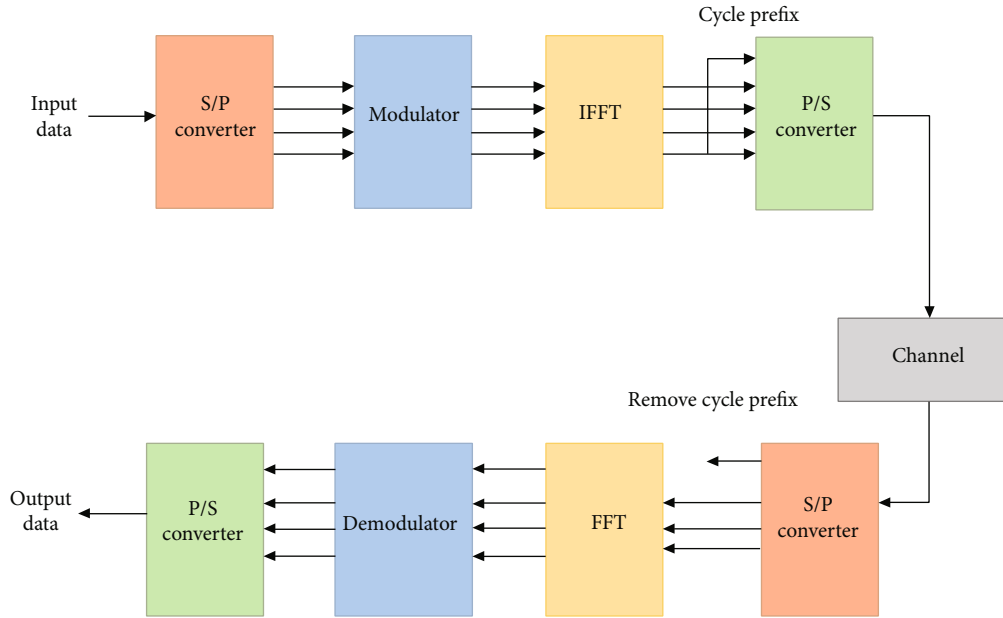 Cycle prefix
Input
data
S/P
converter
Modulator
IFFT
P/S
converter
Channel
Remove cycle prefix
Output
data
P/S
converter
Demodulator
FFT
S/P
converter